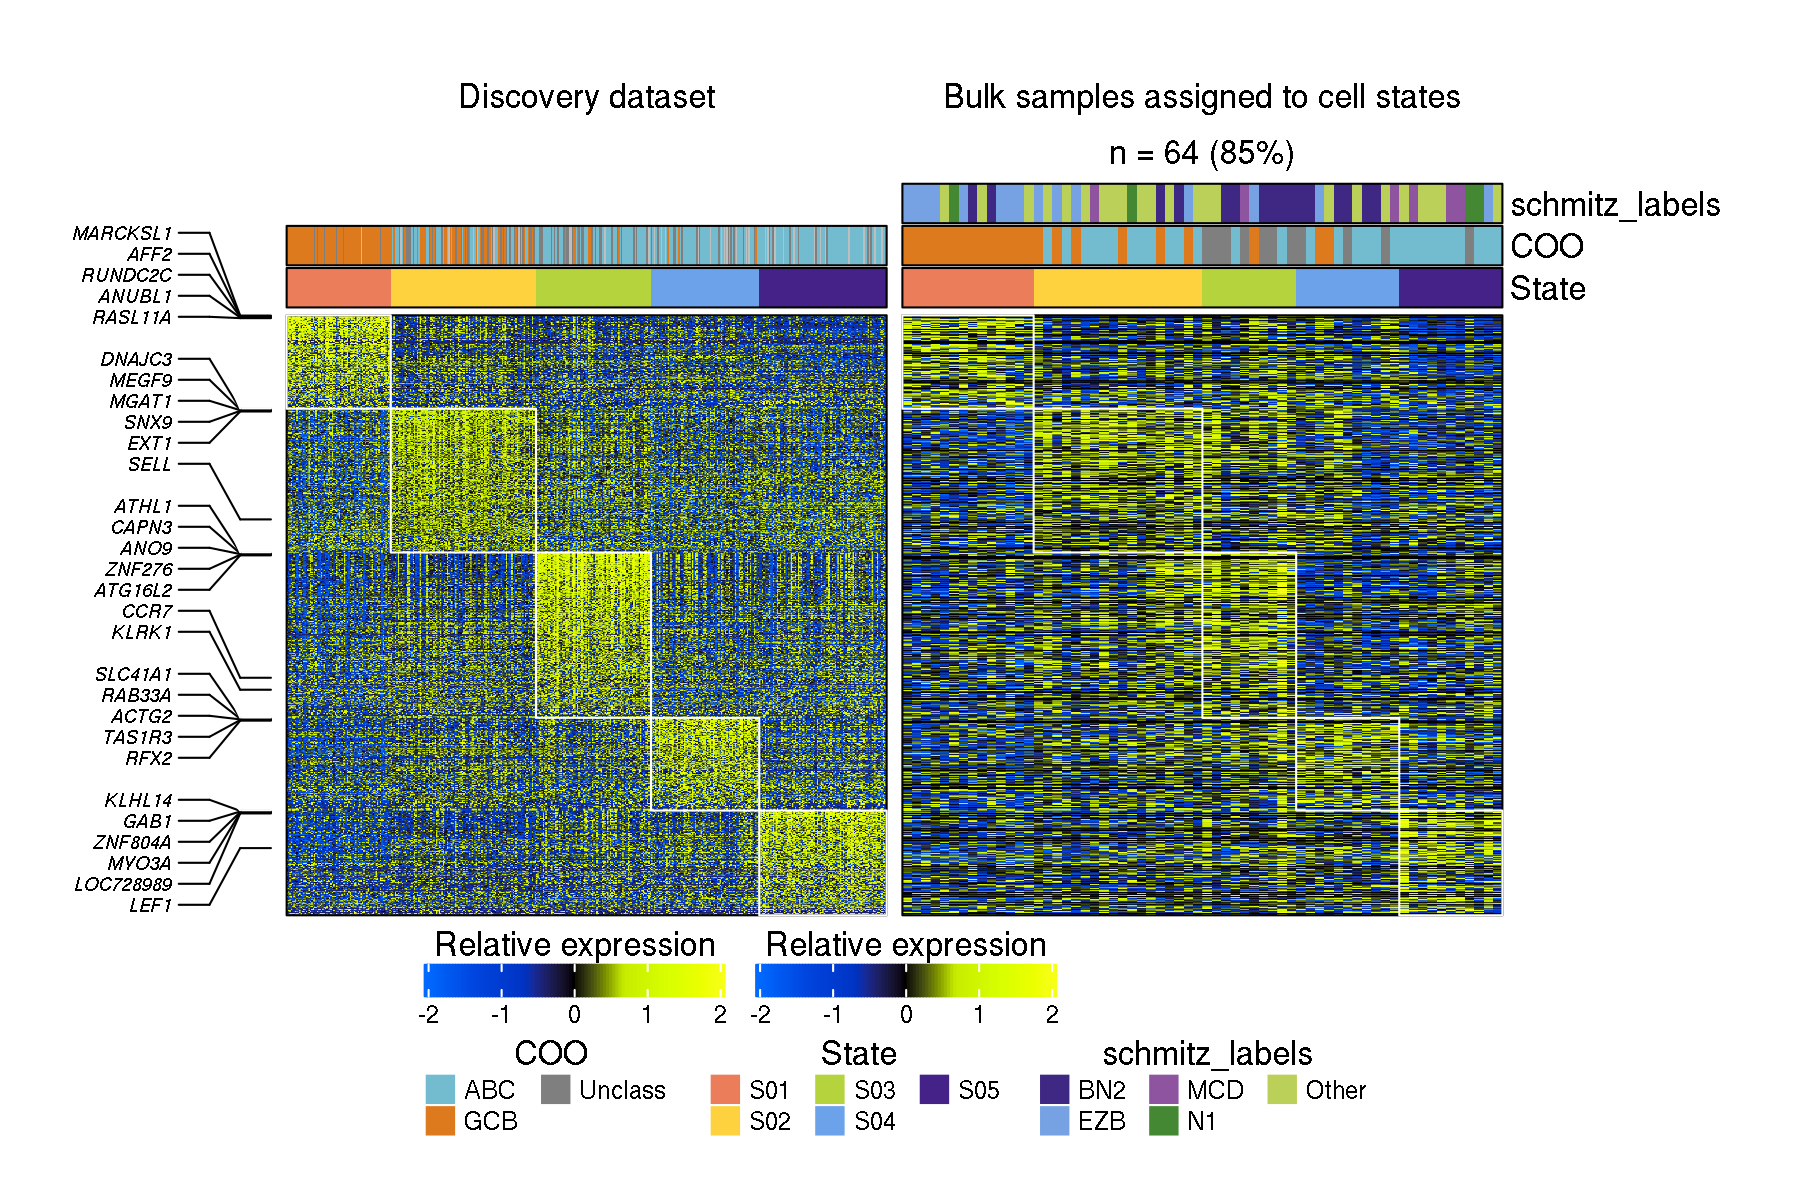 Discovery dataset
Bulk samples assigned to cell states
n = 64 (85%)
schmitz_labels
COO
State
MARCKSL1
AFF2
RUNDC2C
ANUBL1
RASL11A
DNAJC3
MEGF9
MGAT1
SNX9
EXT1
SELL
ATHL1
CAPN3
ANO9
ZNF276
ATG16L2
CCR7
KLRK1
SLC41A1
RAB33A
ACTG2
TAS1R3
RFX2
KLHL14
GAB1
ZNF804A
MYO3A
LOC728989
LEF1
Relative expression Relative expression
-2 -1 0 1 2 -2 -1 0 1 2
COO State schmitz_labels
ABC Unclass S01 S03 S05 BN2 MCD Other
GCB S02 S04 EZB N1